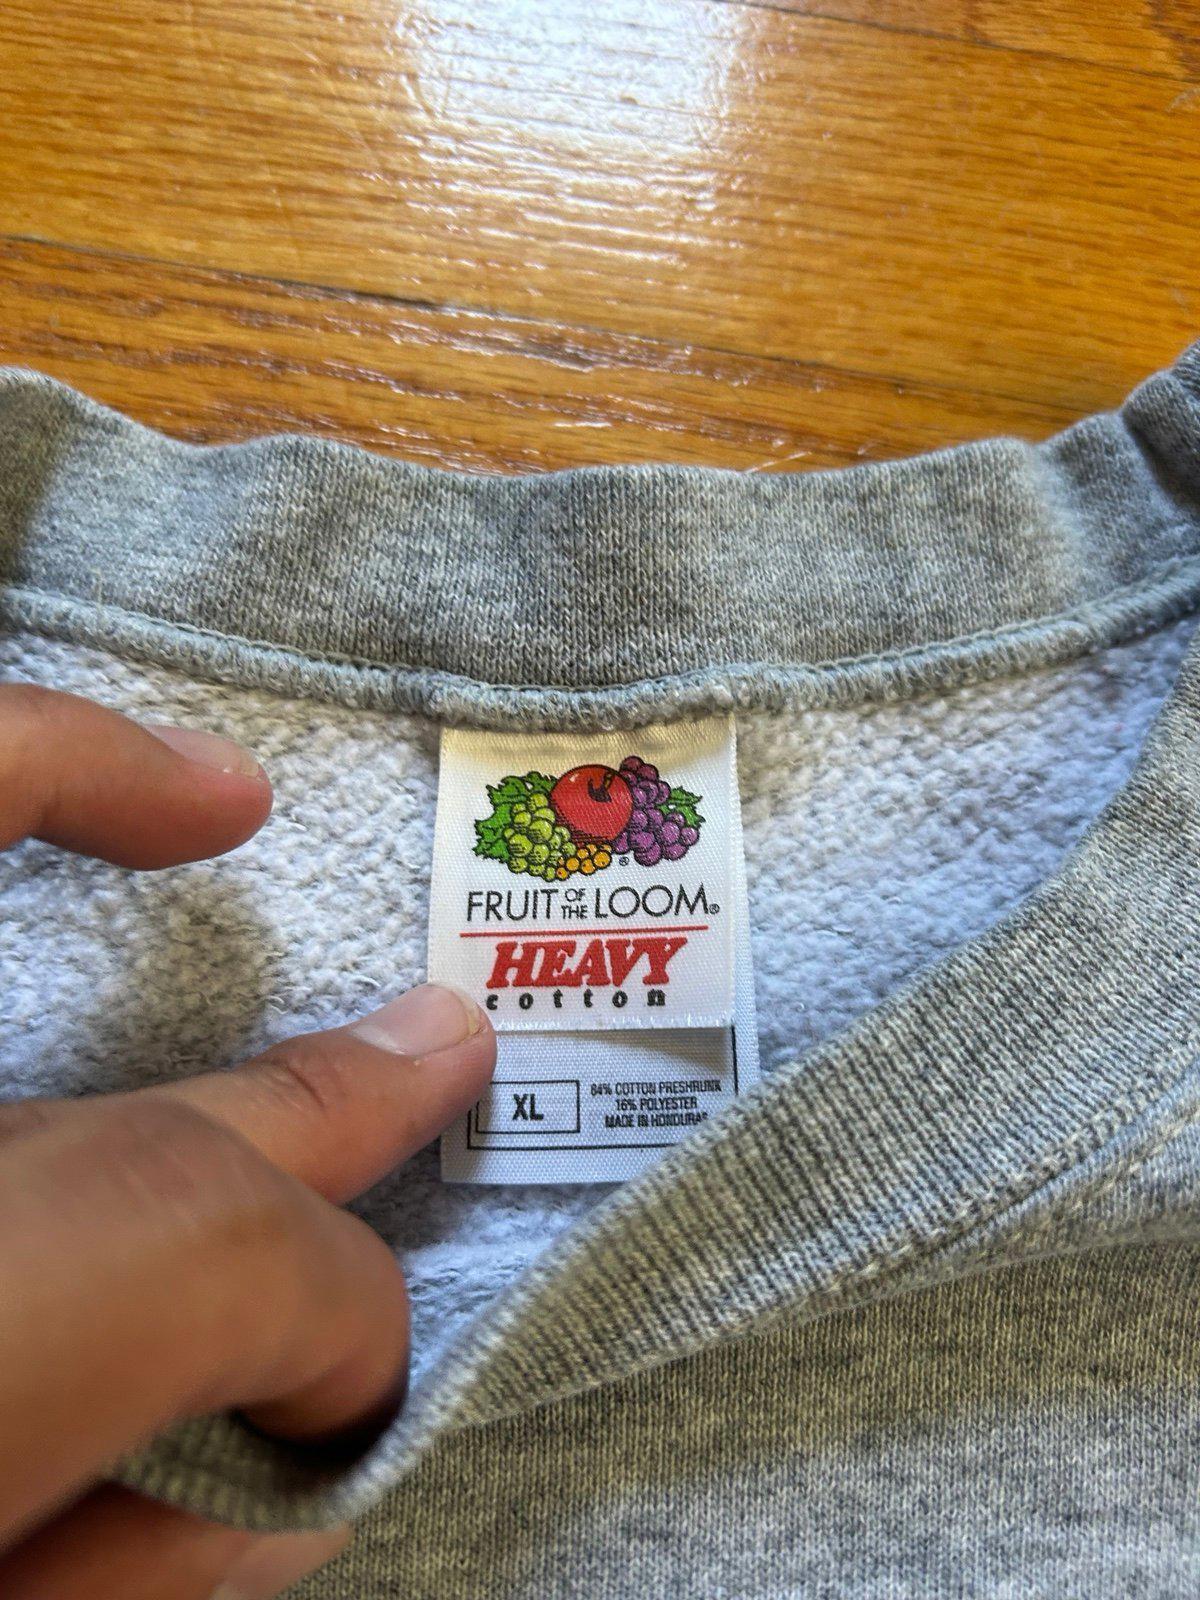 FRUIT OF THE LOOM®
HEAVY
cotton
XL
84% COTTON PRESHRUNK
16% POLYESTER
MADE IN HONDURAS